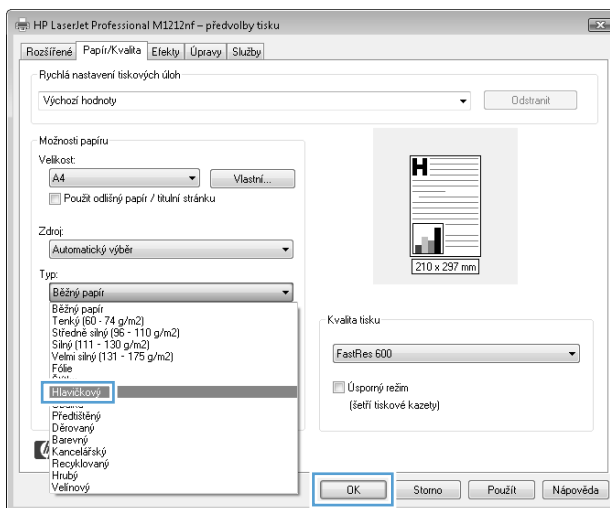 HP LaserJet Professional M1212nf – předvolby tisku
Rozšířené Papír/Kvalita Efekty Úpravy Služby
Rychlá nastavení tiskových úloh
Výchozí hodnoty Odstranit
Možnosti papíru
Velikost:
A4 Vlastní...
Použít odlišný papír / titulní stránku
Zdroj:
Automatický výběr
Typ:
Běžný papír
Běžný papír
Tenký (60 - 74 g/m2)
Středně silný (96 - 110 g/m2)
Silný (111 - 130 g/m2)
Velmi silný (131 - 175 g/m2)
Fólie
Hlavičkový
Předtištěný
Děrovaný
Barevný
Kancelářský
Recyklovaný
Hrubý
Velínový
H
210 x 297 mm
Kvalita tisku
FastRes 600
Úsporný režim
(šetří tiskové kazety)
OK Storno Použít Nápověda